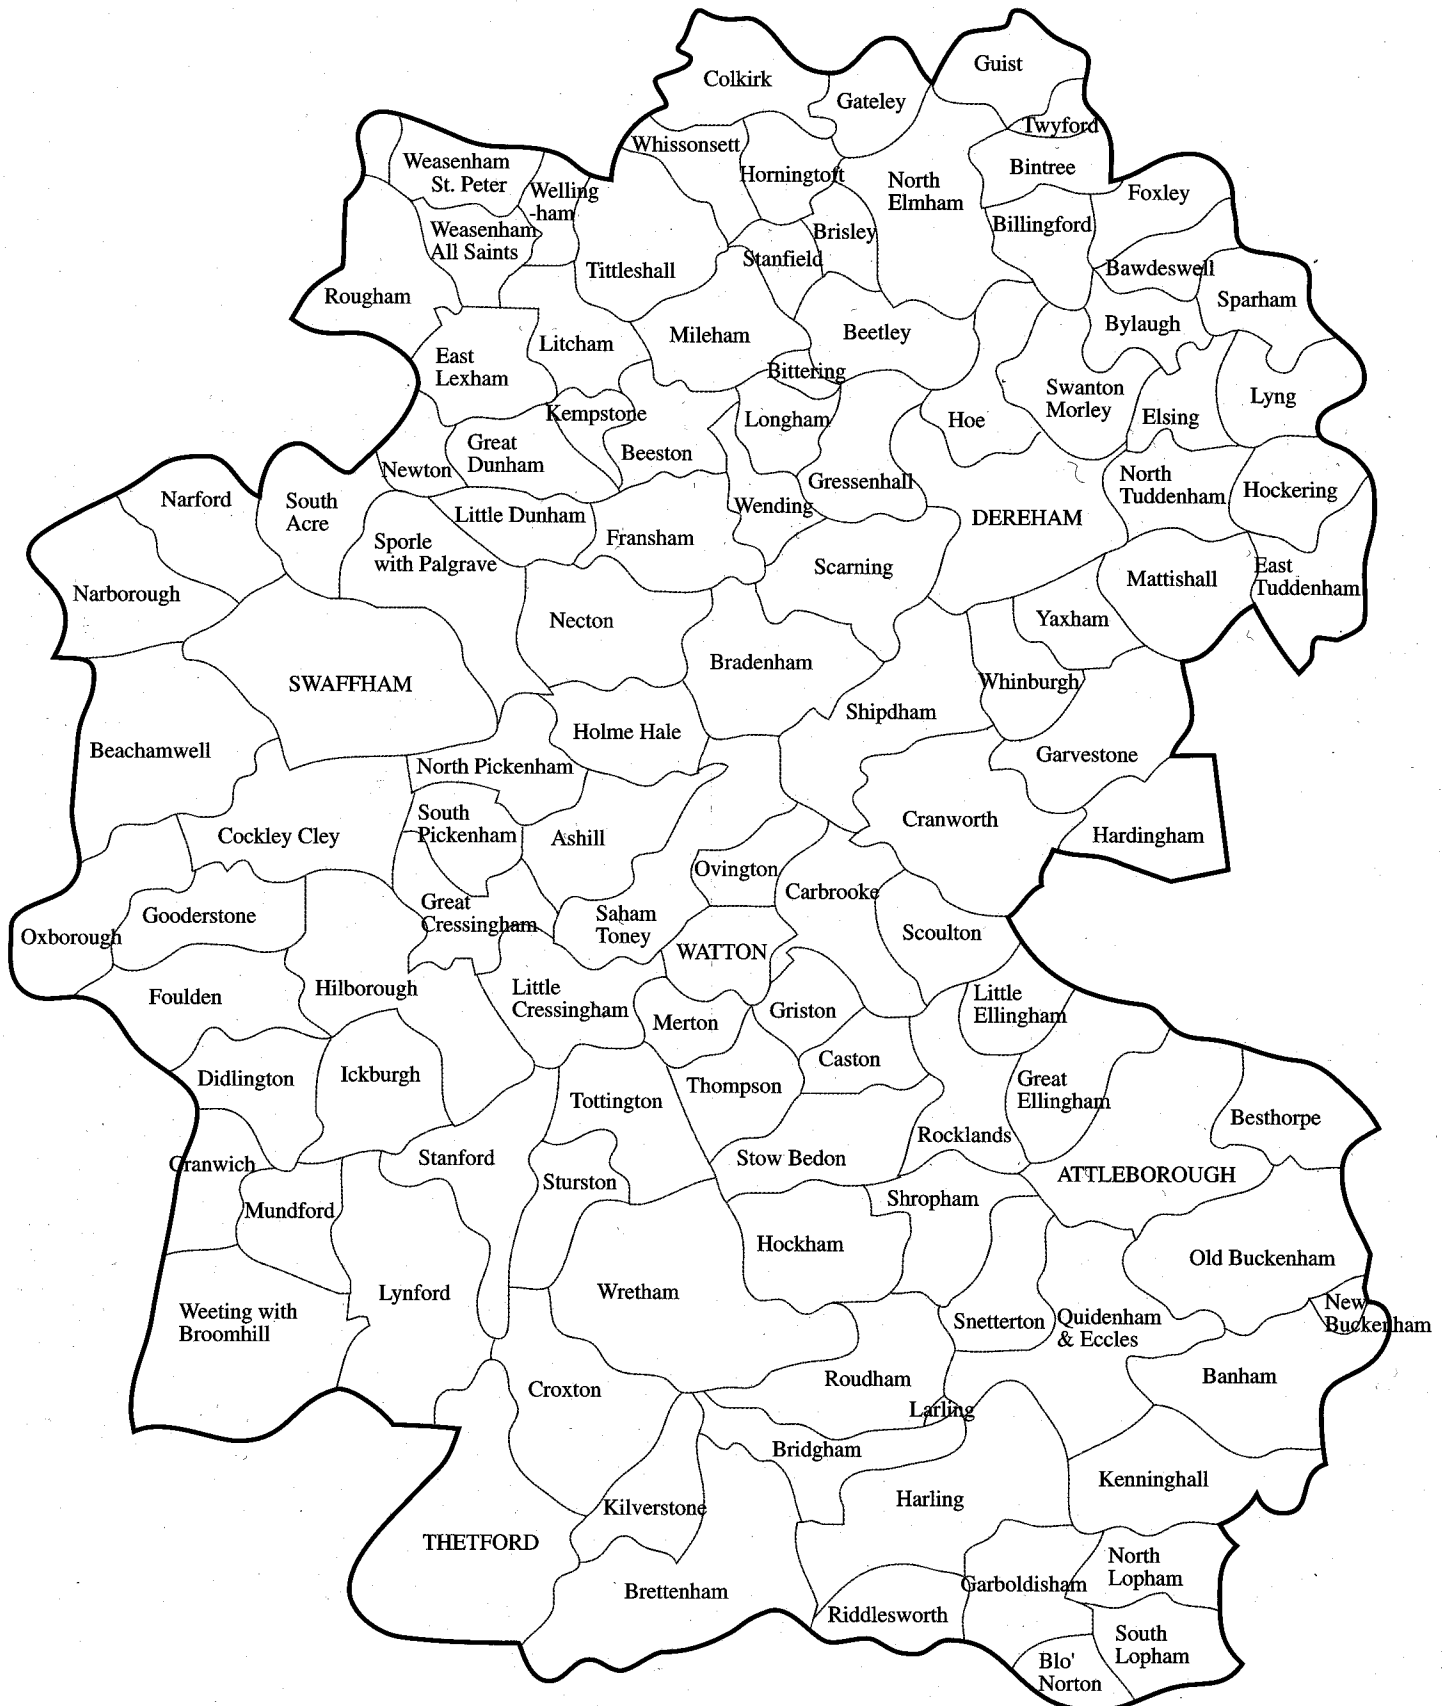 Guist
Colkirk
Gateley
Twyford
Whissonsett
Weasenham
St. Peter
Horningtoft
Bintree
Welling
-ham
North
Elmham
Foxley
Weasenham
All Saints
Brisley
Billingford
Stanfield
Tittleshall
Bawdeswell
Rougham
Sparham
Bylaugh
Mileham
Beetley
Litcham
East
Lexham
Bittering
Swanton
Morley
Lyng
Kempstone
Longham
Hoe
Elsing
Great
Dunham
Beeston
Newton
Gressenhall
North
Tuddenham
Hockering
Narford
South
Acre
Wending
Little Dunham
DEREHAM
Fransham
Sporle
with Palgrave
Scarning
East
Tuddenham
Mattishall
Narborough
Necton
Yaxham
Bradenham
SWAFFHAM
Whinburgh
Shipdham
Holme Hale
Beachamwell
Garvestone
North Pickenham
South
Pickenham
Cranworth
Cockley Cley
Ashill
Hardingham
Ovington
Carbrooke
Great
Cressingham
Gooderstone
Saham
Toney
Scoulton
Oxborough
WATTON
Hilborough
Foulden
Little
Cressingham
Little
Ellingham
Griston
Merton
Caston
Didlington
Ickburgh
Thompson
Great
Ellingham
Tottington
Besthorpe
Rocklands
Cranwich
Stanford
Stow Bedon
ATTLEBOROUGH
Sturston
Shropham
Mundford
Hockham
Old Buckenham
Lynford
Wretham
Weeting with
Broomhill
New
Buckenham
Snetterton
Quidenham
& Eccles
Banham
Croxton
Roudham
Larling
Bridgham
Kenninghall
Harling
Kilverstone
THETFORD
North
Lopham
Brettenham
Garboldisham
Riddlesworth
South
Lopham
Blo'
Norton